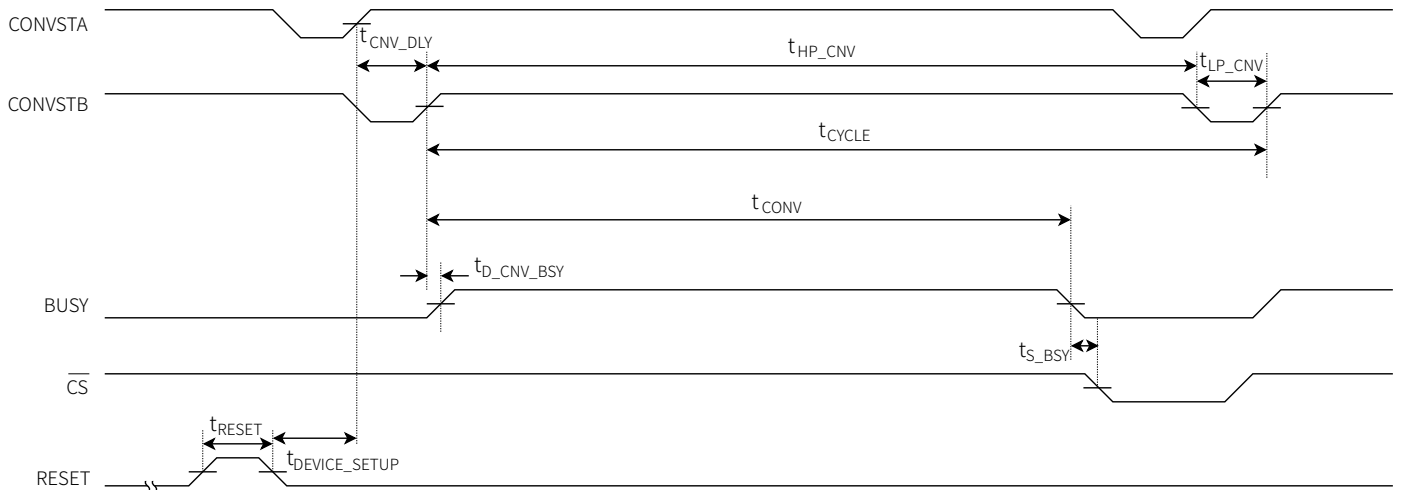 CONVSTA
tCNV_DLY
tHP_CNV
tLP_CNV
CONVSTB
tCYCLE
tCONV
tD_CNV_BSY
BUSY
tS_BSY
CS
tRESET
tDEVICE_SETUP
RESET